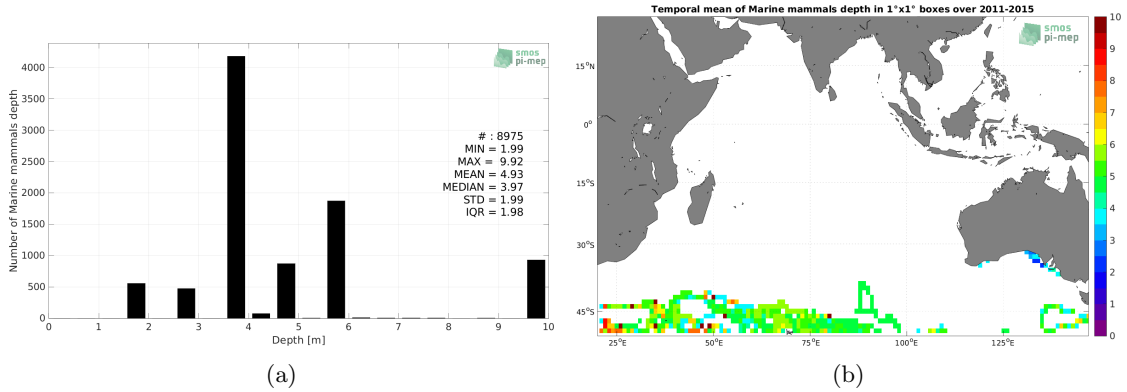 smos
pi-mep
4000
3500
3000
2500
2000
1500
1000
500
0
Number of Marine mammals depth
# : 8975
MIN = 1.99
MAX = 9.92
MEAN = 4.93
MEDIAN = 3.97
STD = 1.99
IQR = 1.98
0 1 2 3 4 5 6 7 8 9 10
Depth [m]
(a)
Temporal mean of Marine mammals depth in 1°x1° boxes over 2011-2015
smos
pi-mep
15°N
0°
15°S
30°S
45°S
25°E 50°E 75°E 100°E 125°E
10
9
8
7
6
5
4
3
2
1
0
(b)